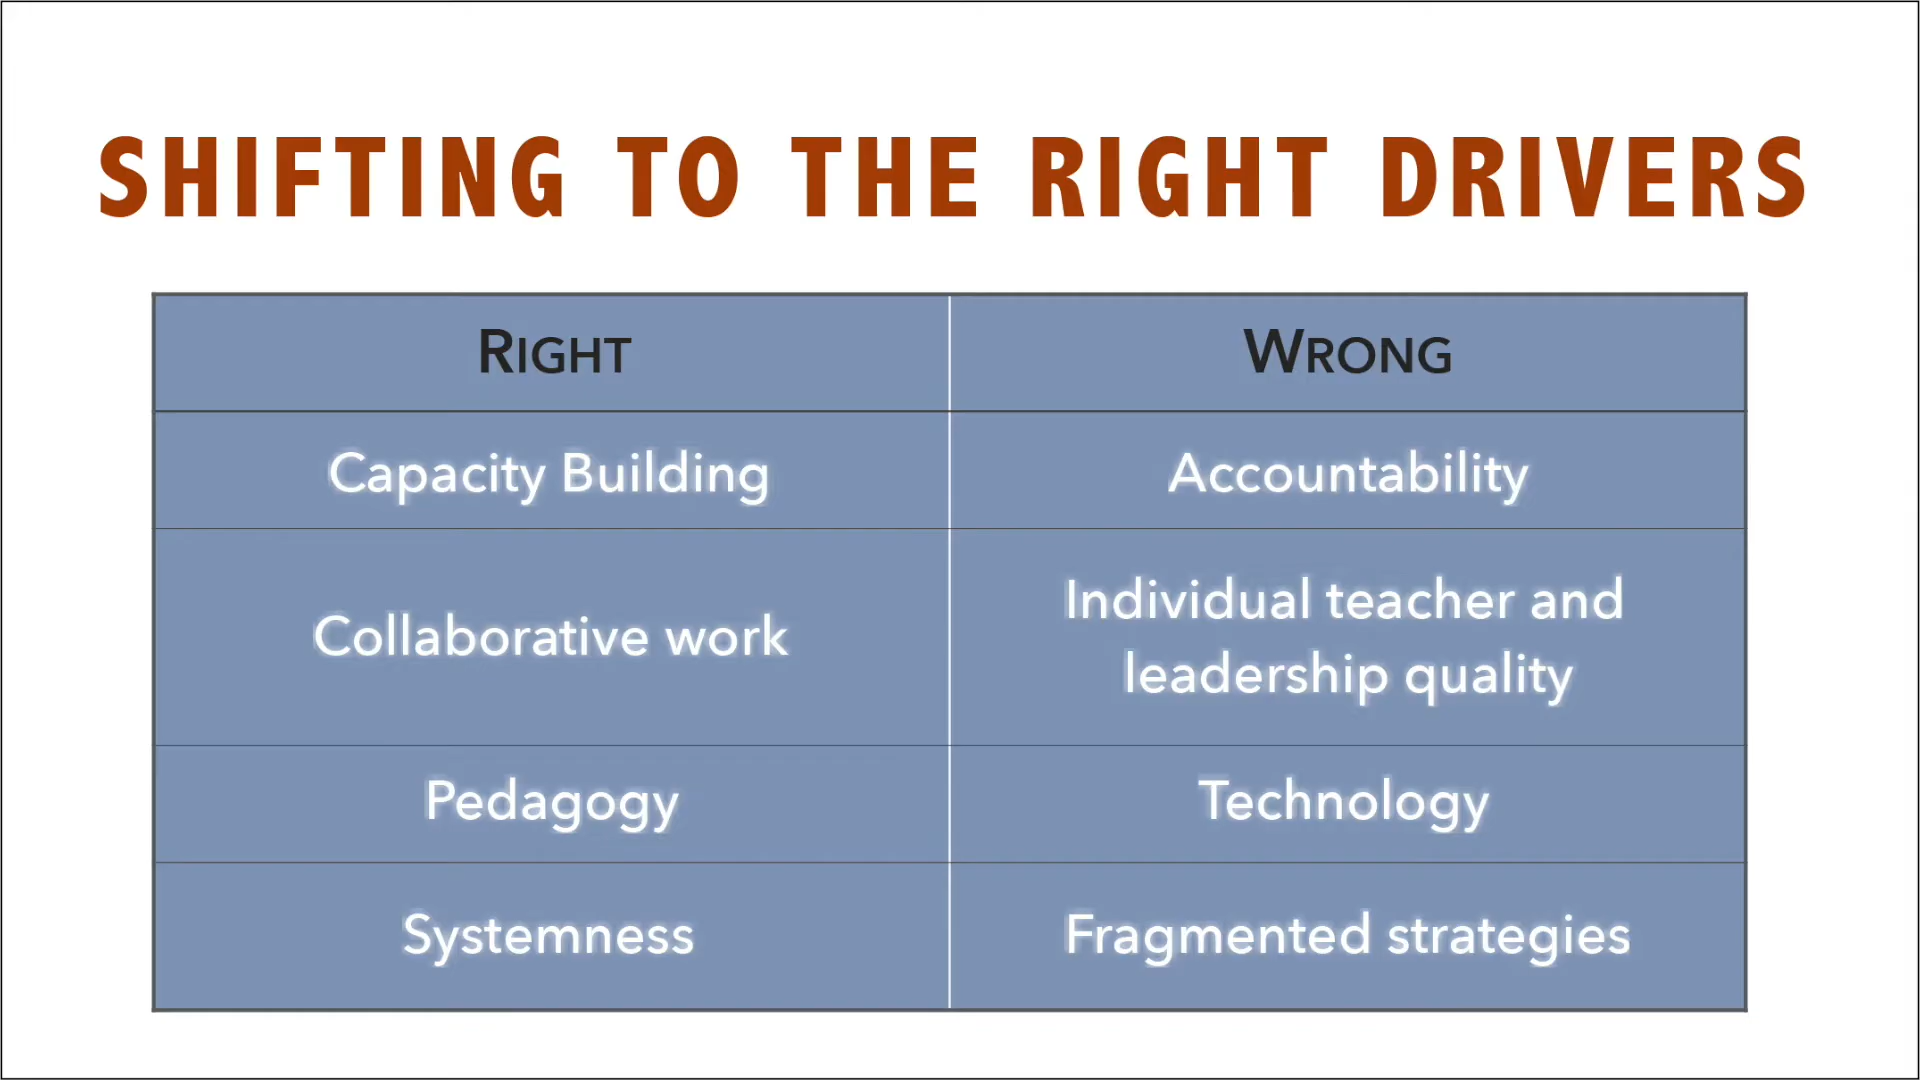 SHIFTING TO THE RIGHT DRIVERS
RIGHT
WRONG
Capacity Building
Accountability
Collaborative work
Individual teacher and
leadership quality
Pedagogy
Technology
Systemness
Fragmented strategies